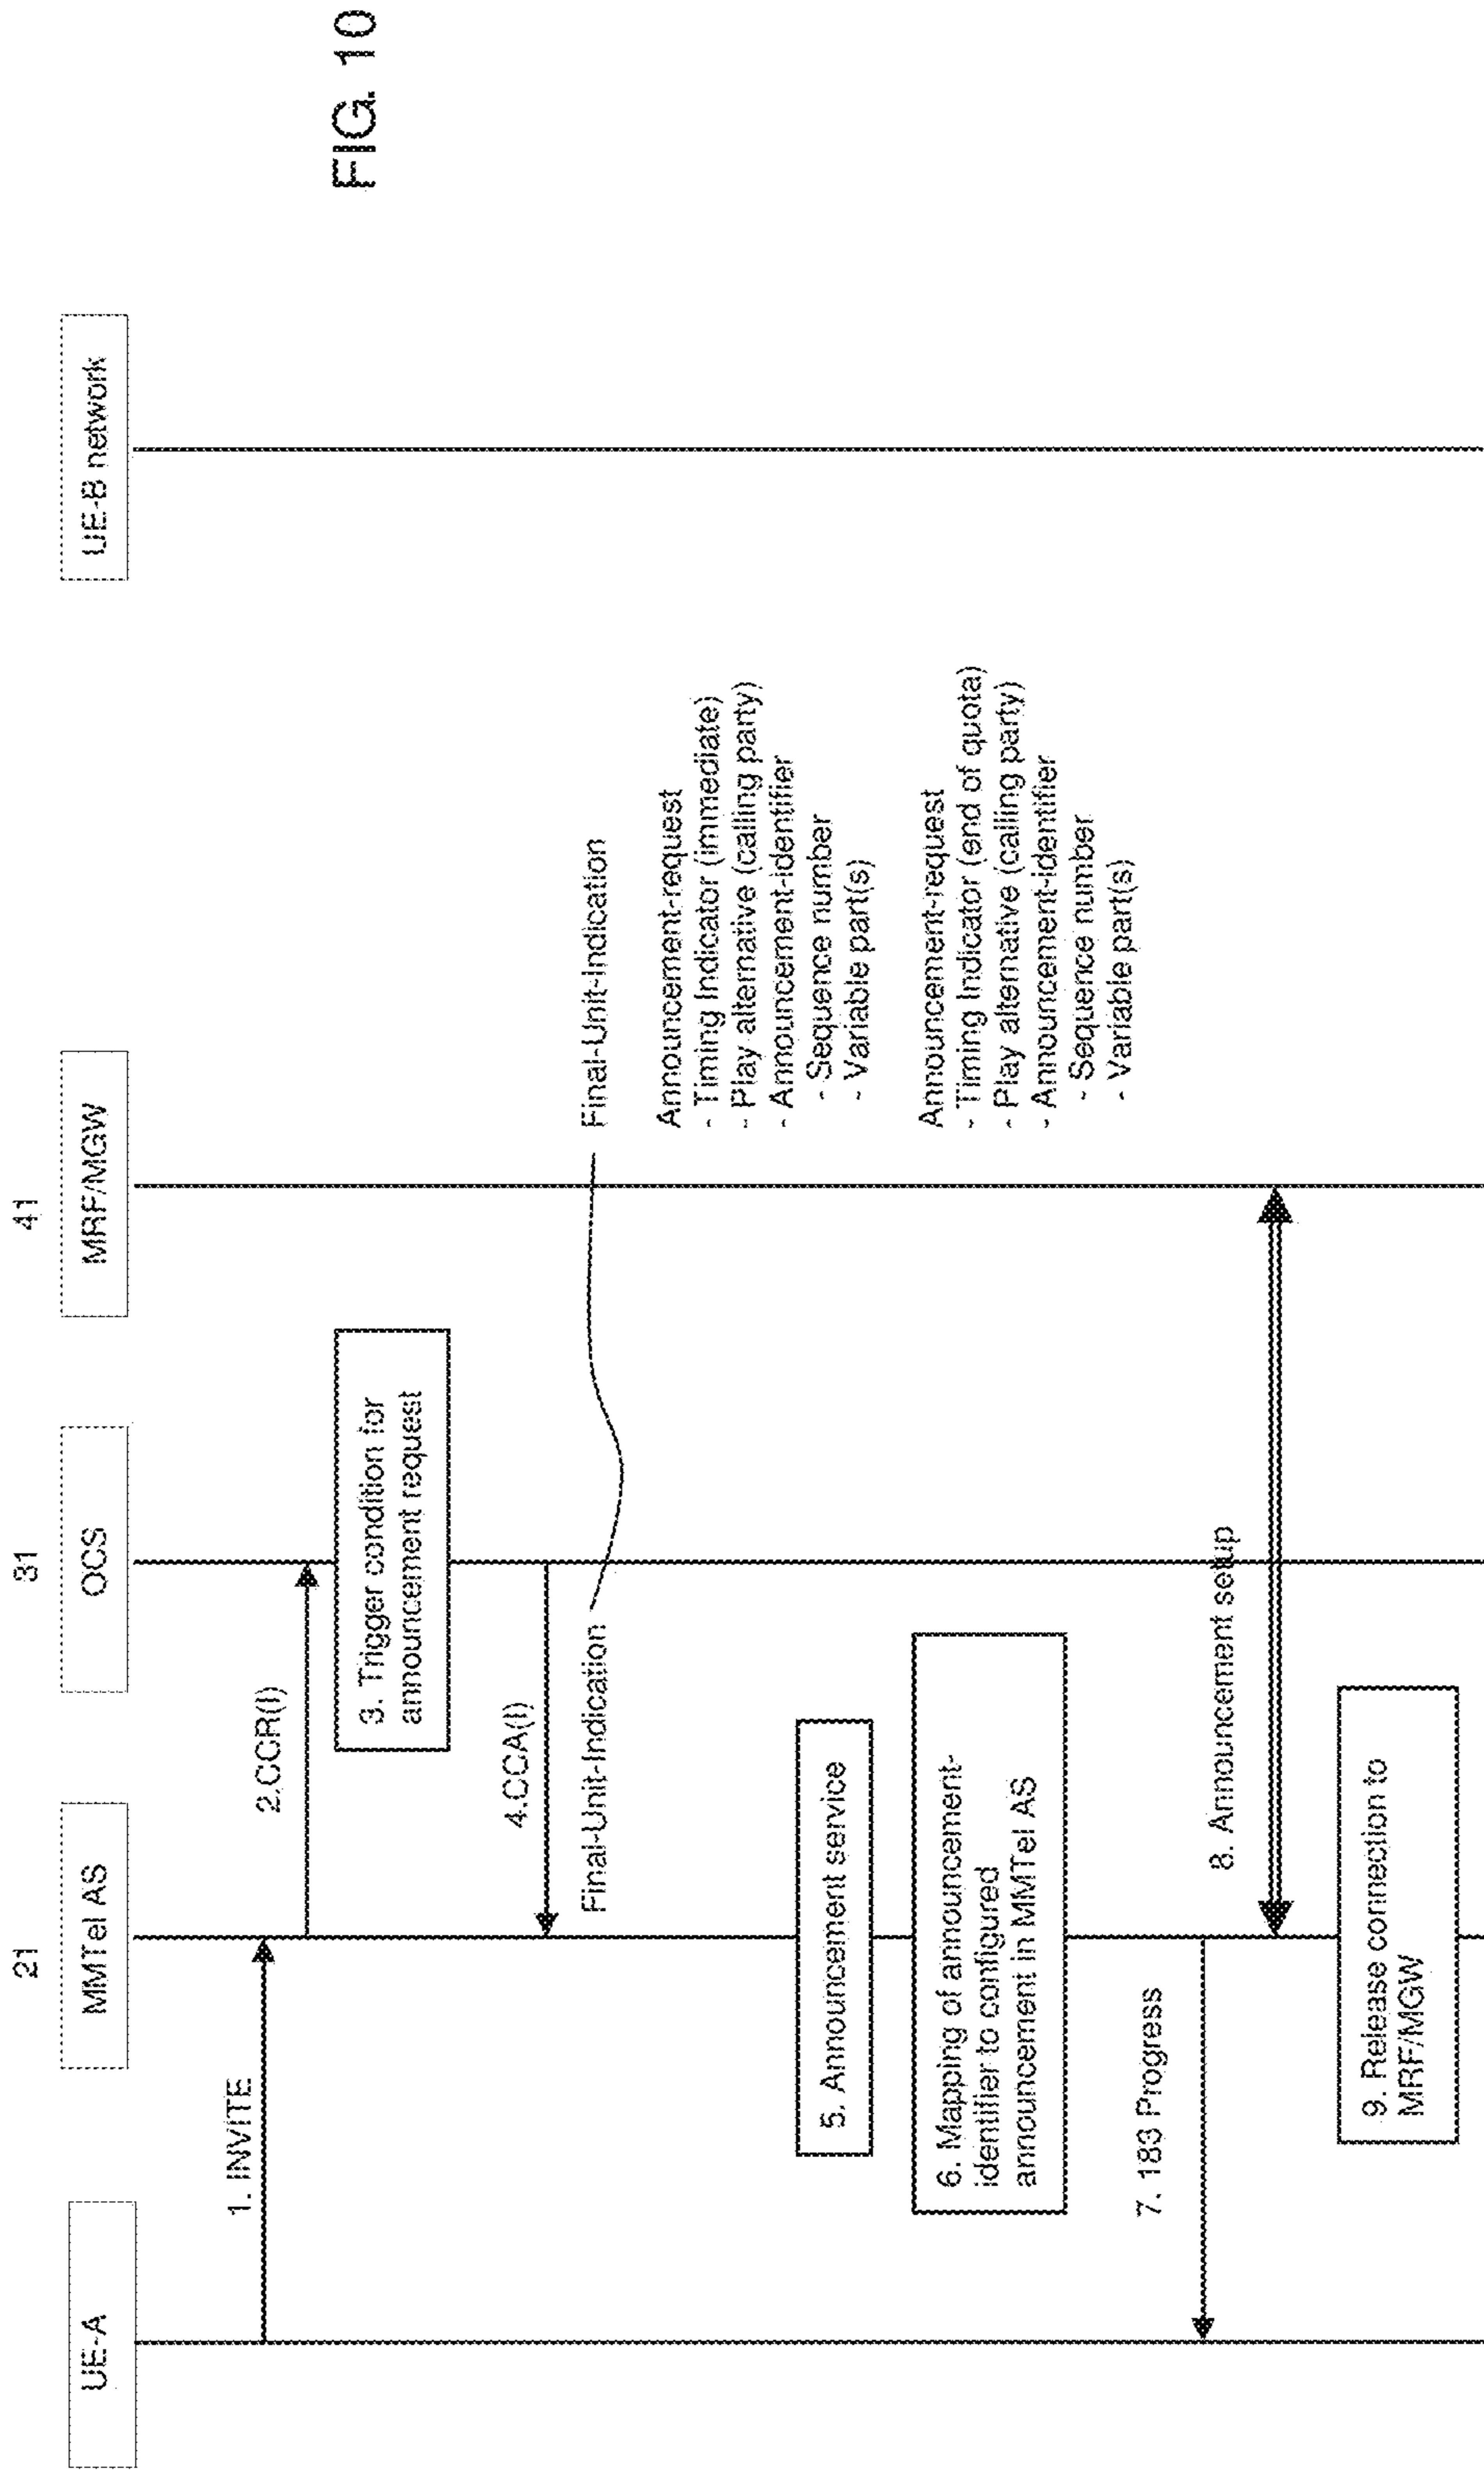 FIG. 10
21
31
41
UE-A
MMTel AS
OCS
MRF/MGW
UE-B network
1. INVITE
2.CCR(I)
3. Trigger condition for
announcement request
4.CCA(I)
Final-Unit-Indication
Final-Unit-Indication
Announcement-request
- Timing Indicator (immediate)
- Play alternative (calling party)
- Announcement-identifier
- Sequence number
- Variable part(s)
Announcement-request
- Timing Indicator (end of quota)
- Play alternative (calling party)
- Announcement-identifier
- Sequence number
- Variable part(s)
5. Announcement service
6. Mapping of announcement-
identifier to configured
announcement in MMTel AS
7. 183 Progress
8. Announcement setup
9. Release connection to
MRF/MGW